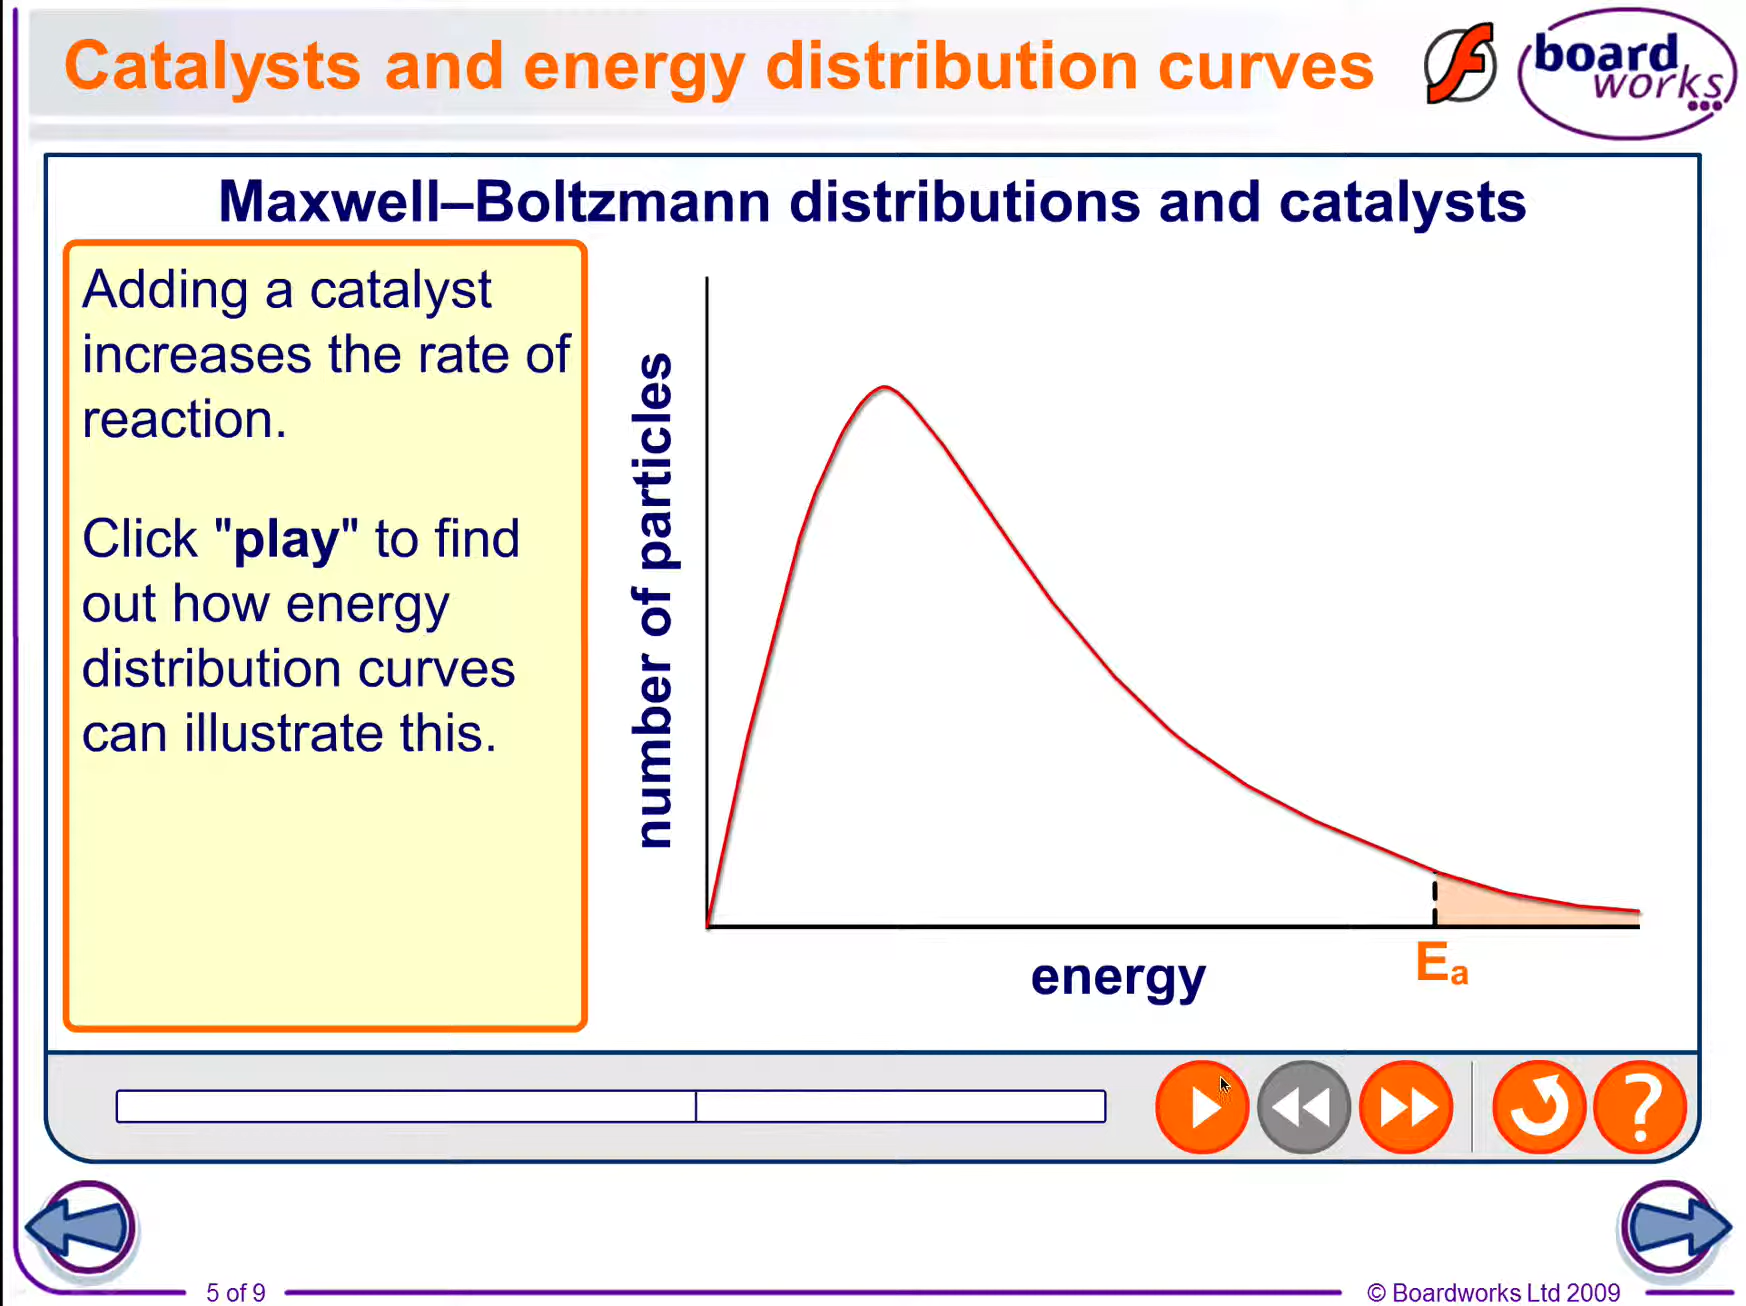 Catalysts and energy distribution curves
board
works
Maxwell–Boltzmann distributions and catalysts
Adding a catalyst
increases the rate of
reaction.
Click "play" to find
out how energy
distribution curves
can illustrate this.
number of particles
energy
Ea
?
5 of 9
© Boardworks Ltd 2009